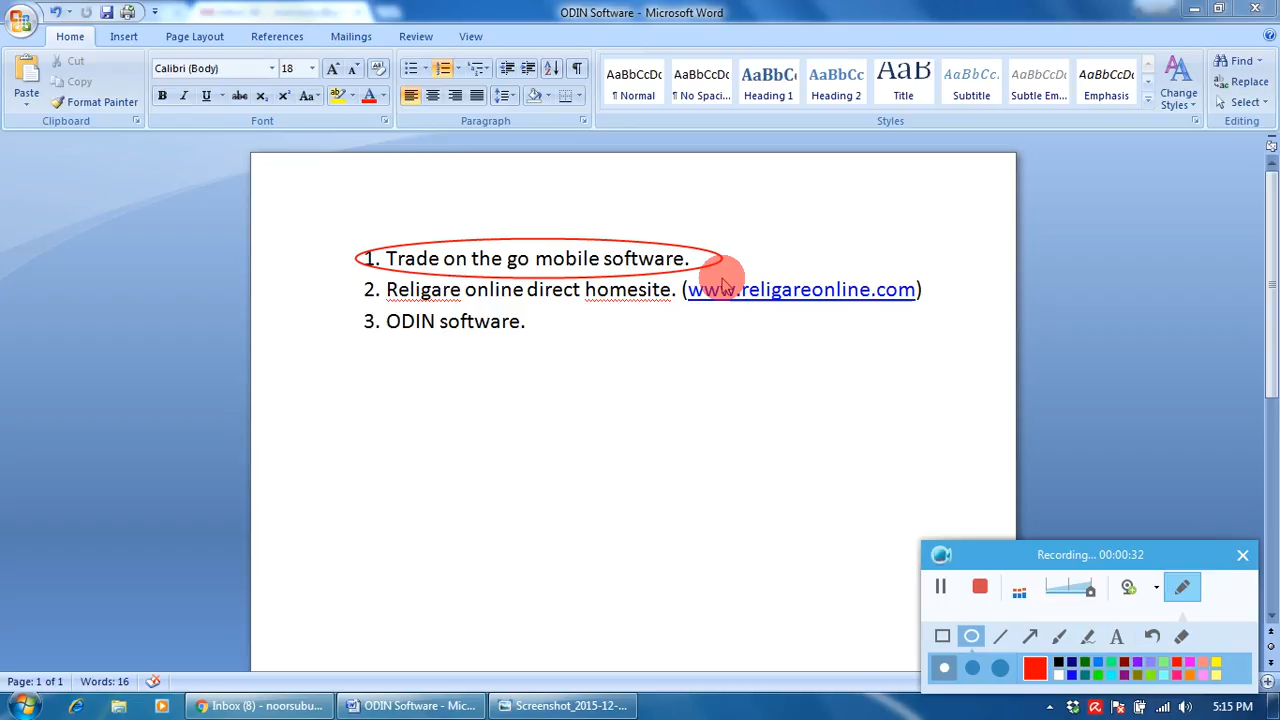 ODIN Software - Microsoft Word
Home Insert Page Layout References Mailings Review View
Paste
Cut
Copy
Format Painter
Clipboard
Calibri (Body) 18
Font
Paragraph
AaBbCcDc AaBbCcDc AaBbCc AaBbCc AaB AaBbCc. AaBbCcDc AaBbCcDc
¶ Normal ¶ No Spaci... Heading 1 Heading 2 Title Subtitle Subtle Em... Emphasis
Change Styles
Styles
Find
Replace
Select
Editing
1. Trade on the go mobile software.
2. Religare online direct homesite. (www.religareonline.com)
3. ODIN software.
Recording... 00:00:32
Page: 1 of 1 Words: 16
Inbox (8) - noorsubu... ODIN Software - Mic... Screenshot_2015-12-... 5:15 PM